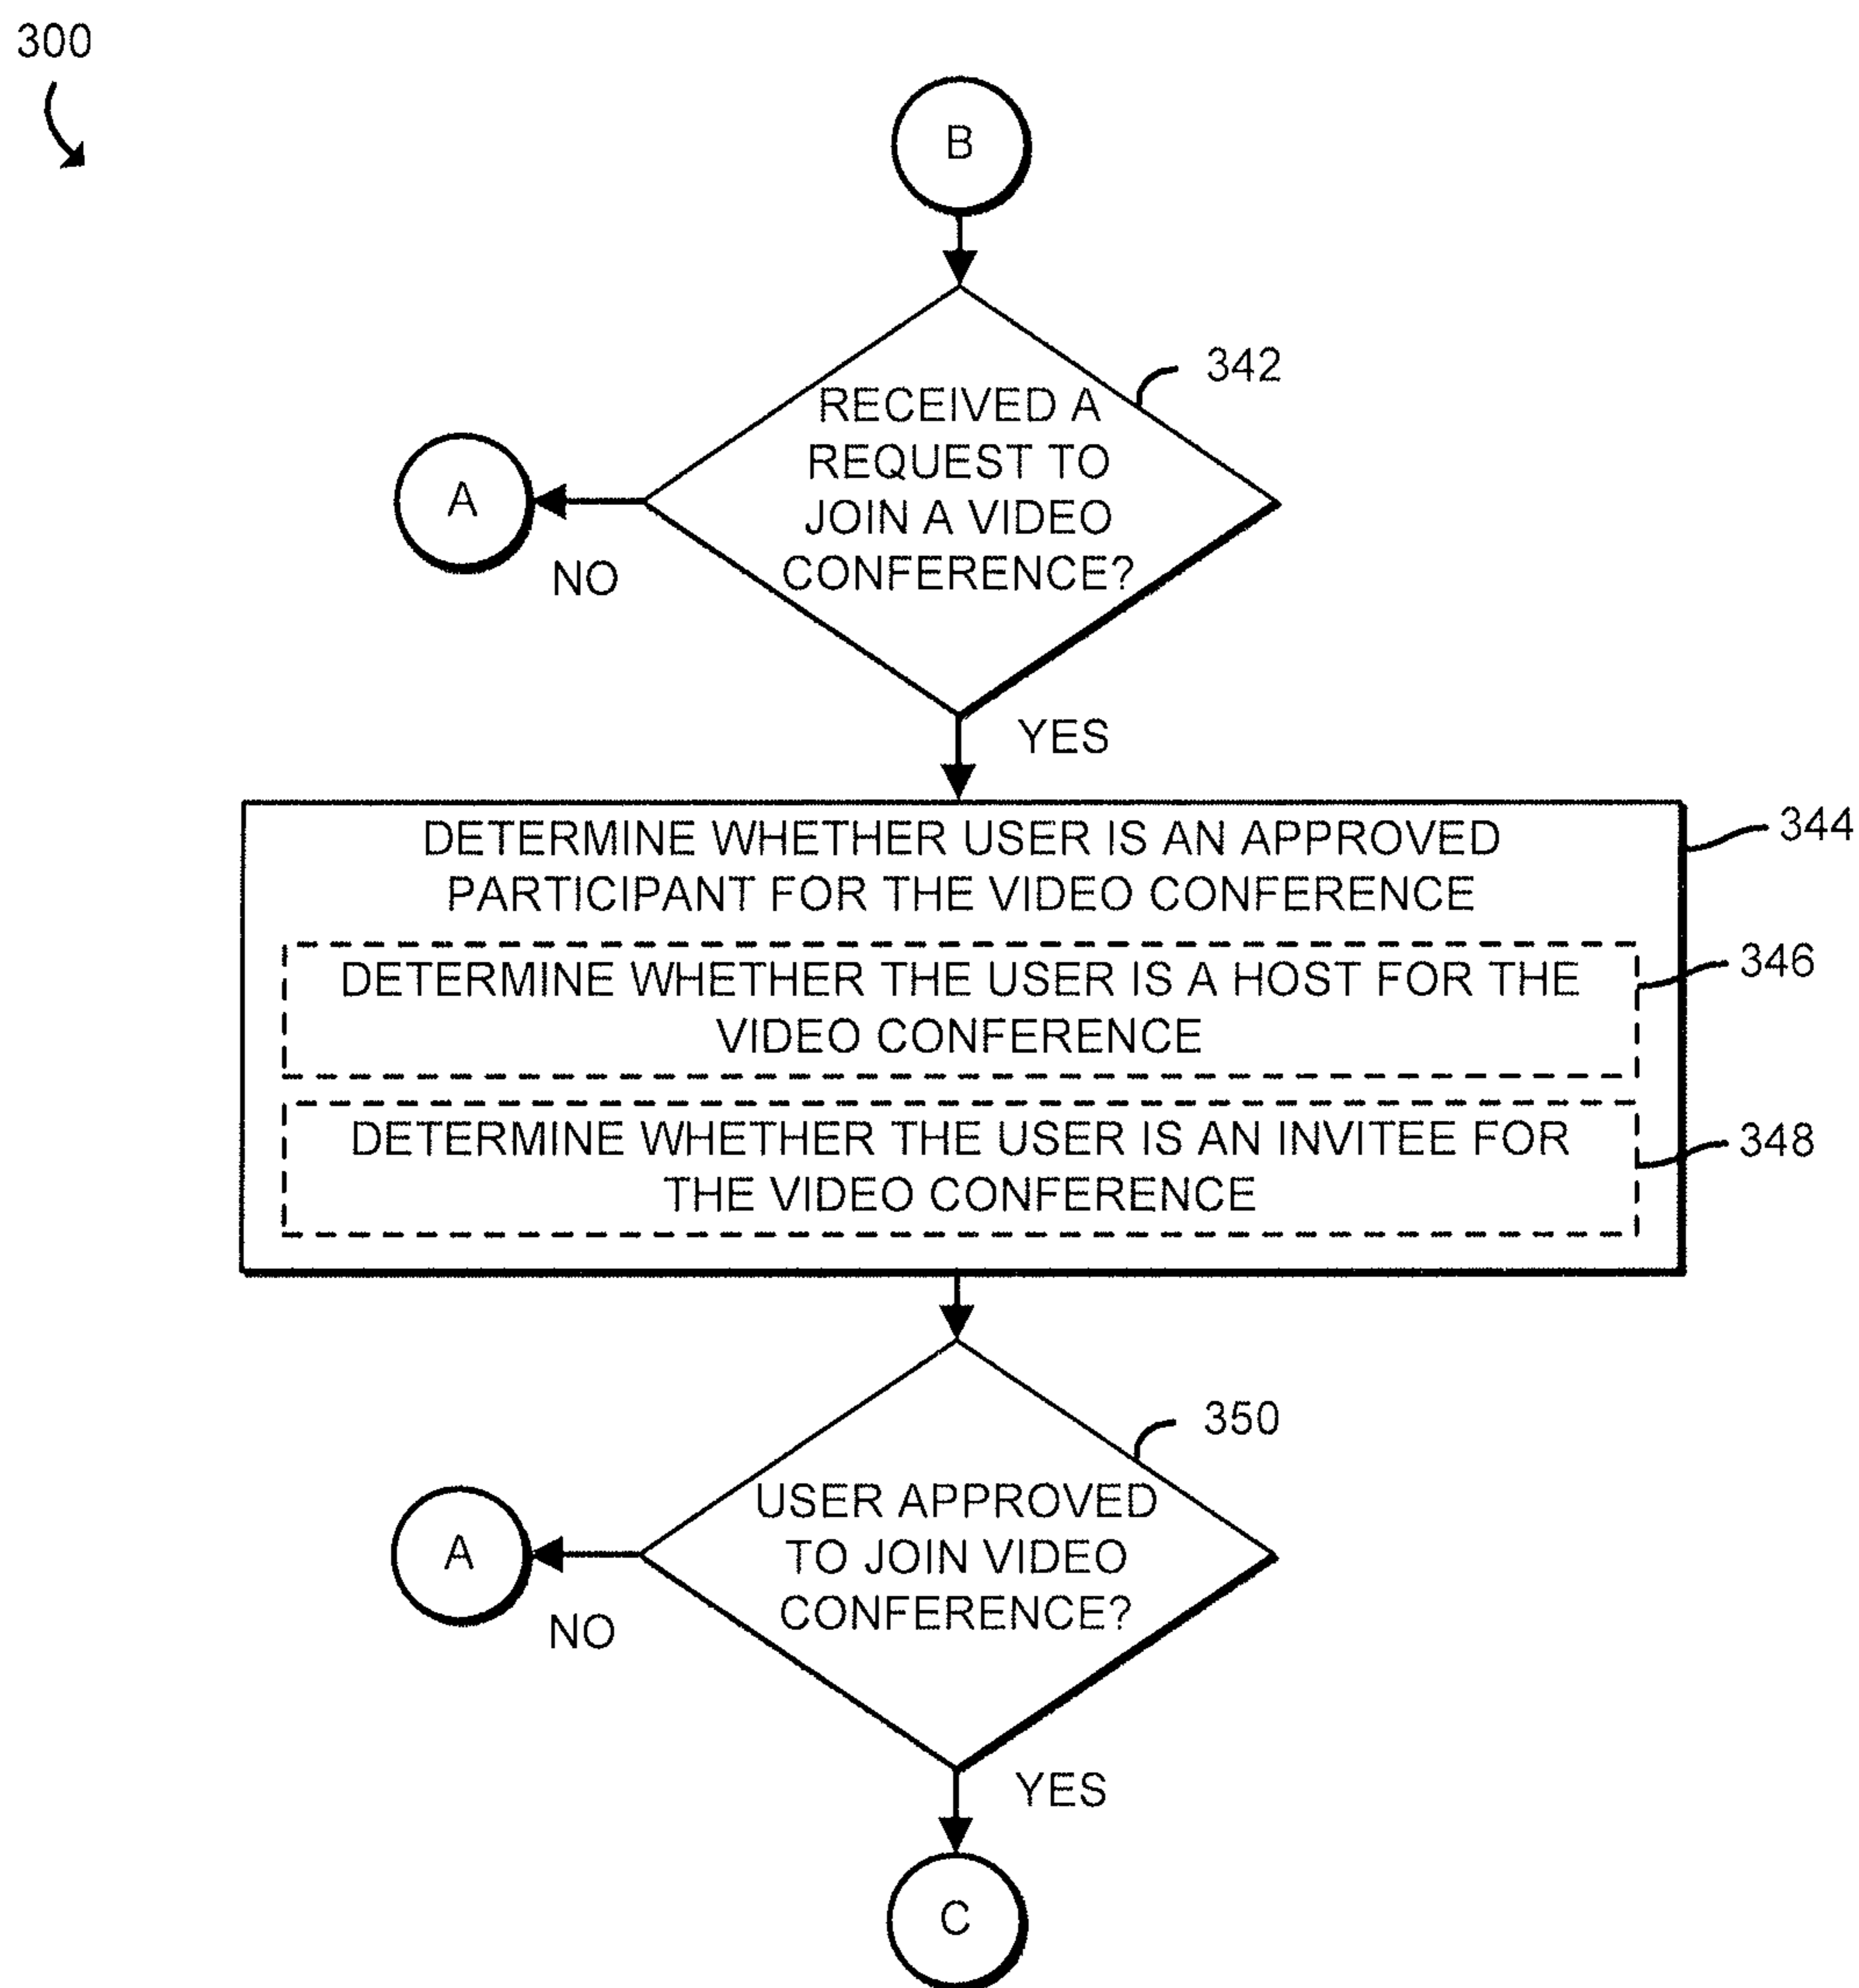 300
B
342
RECEIVED A
REQUEST TO
JOIN A VIDEO
CONFERENCE?
A
NO
YES
344
DETERMINE WHETHER USER IS AN APPROVED
PARTICIPANT FOR THE VIDEO CONFERENCE
346
DETERMINE WHETHER THE USER IS A HOST FOR THE
VIDEO CONFERENCE
348
DETERMINE WHETHER THE USER IS AN INVITEE FOR
THE VIDEO CONFERENCE
350
USER APPROVED
TO JOIN VIDEO
CONFERENCE?
A
NO
YES
C